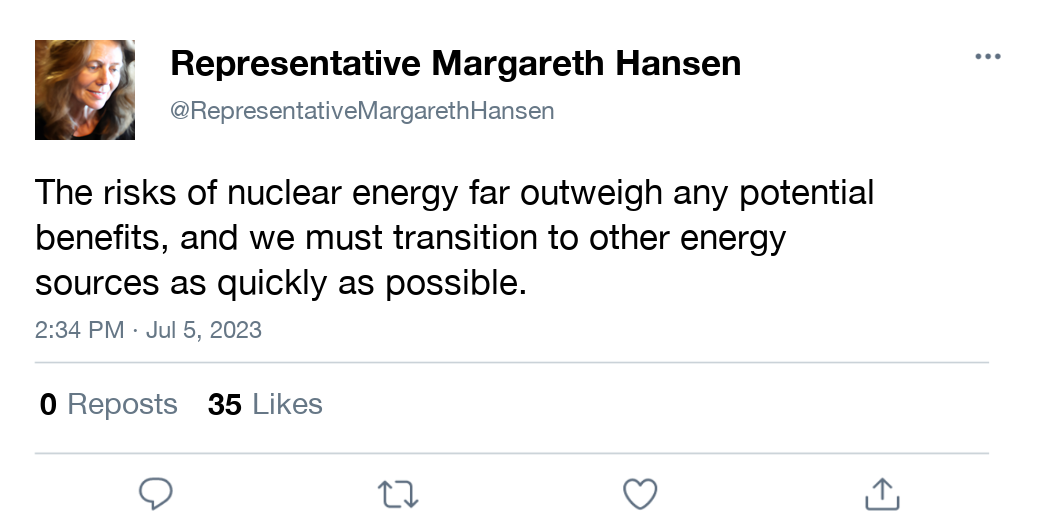 Representative Margareth Hansen
@RepresentativeMargarethHansen
The risks of nuclear energy far outweigh any potential
benefits, and we must transition to other energy
sources as quickly as possible.
2:34 PM · Jul 5, 2023
0 Reposts 35 Likes